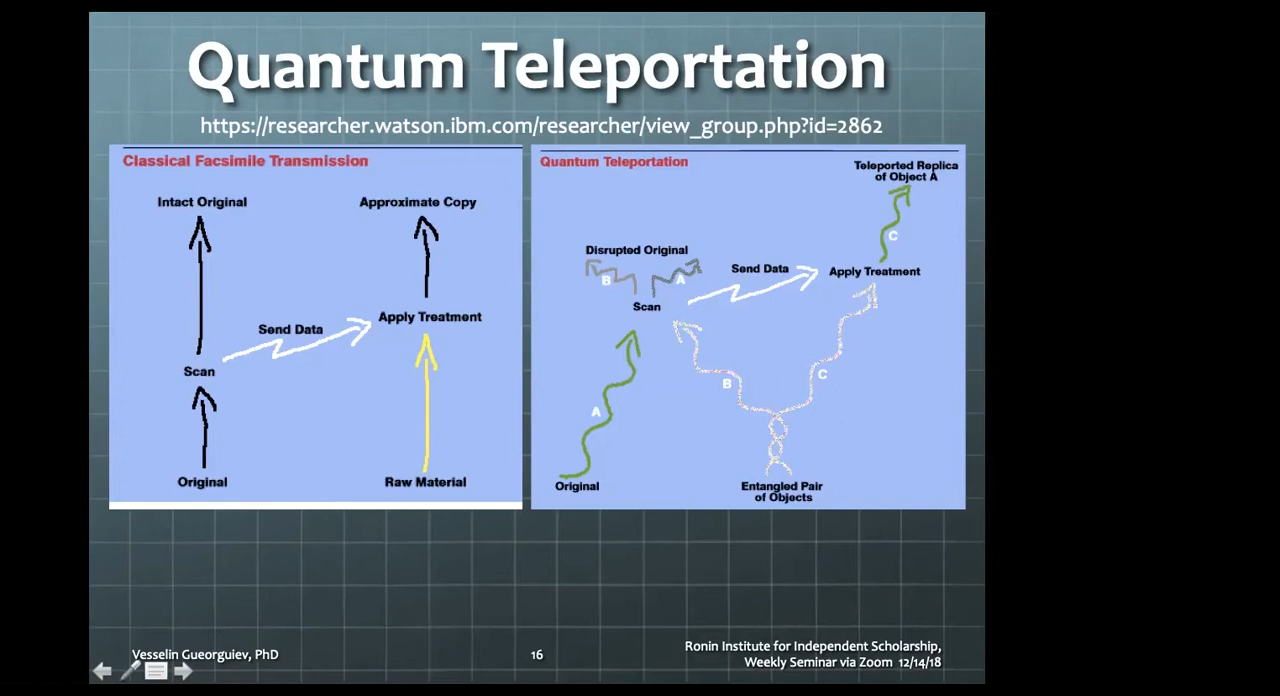 Quantum Teleportation
https://researcher.watson.ibm.com/researcher/view_group.php?id=2862
Classical Facsimile Transmission
Intact Original
Approximate Copy
Send Data
Apply Treatment
Scan
Original
Raw Material
Quantum Teleportation
Teleported Replica
of Object A
C
Disrupted Original
B
A
Send Data
Apply Treatment
Scan
B
C
A
Original
Entangled Pair
of Objects
Vesselin Gueorguiev, PhD
16
Ronin Institute for Independent Scholarship,
Weekly Seminar via Zoom 12/14/18